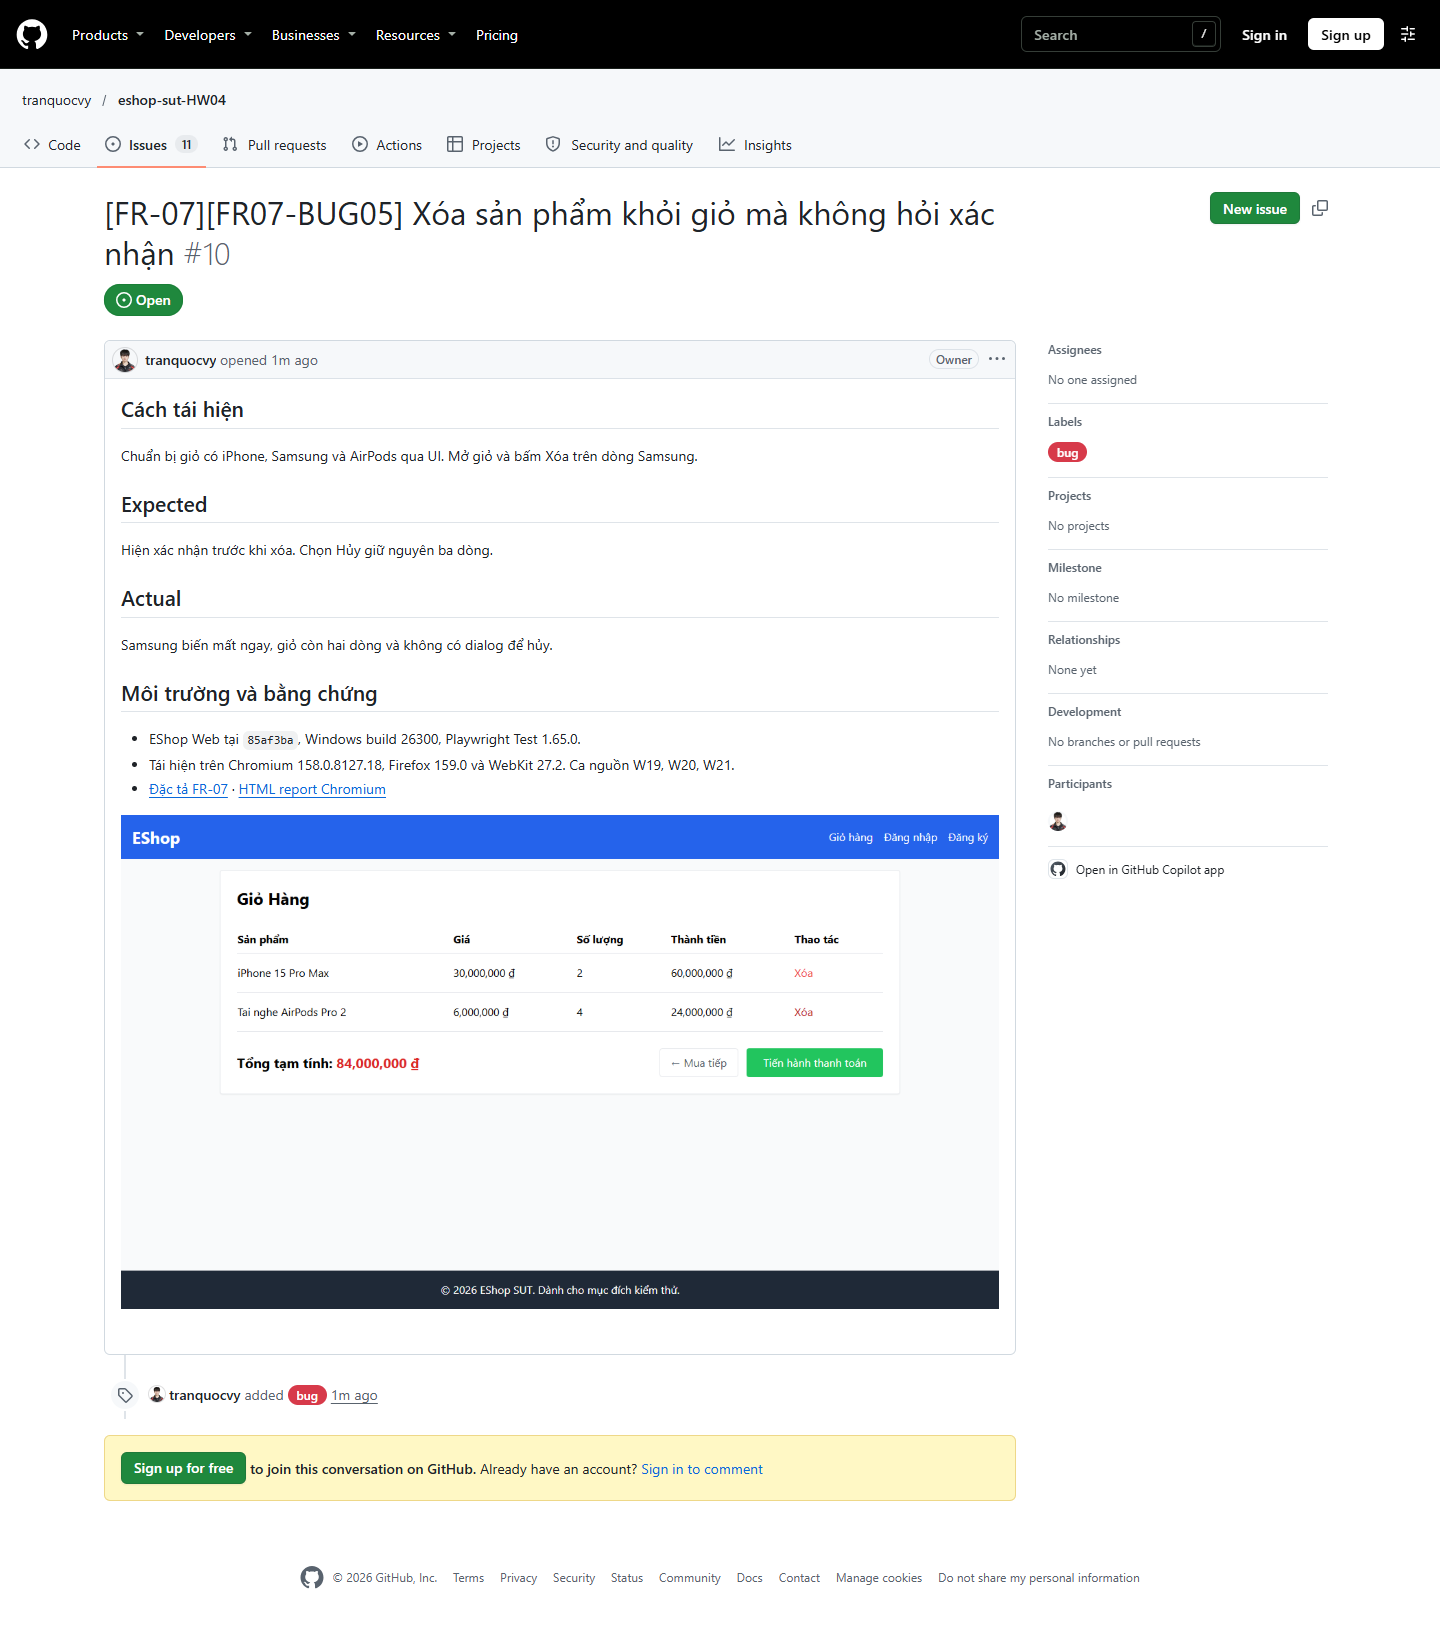 Products Developers Businesses Resources Pricing Search / Sign in Sign up
tranquocvy / eshop-sut-HW04
Code Issues 11 Pull requests Actions Projects Security and quality Insights
[FR-07][FR07-BUG05] Xóa sản phẩm khỏi giỏ mà không hỏi xác
nhận #10
New issue
Open
tranquocvy opened 1m ago Owner
Cách tái hiện
Chuẩn bị giỏ có iPhone, Samsung và AirPods qua UI. Mở giỏ và bấm Xóa trên dòng Samsung.
Expected
Hiện xác nhận trước khi xóa. Chọn Hủy giữ nguyên ba dòng.
Actual
Samsung biến mất ngay, giỏ còn hai dòng và không có dialog để hủy.
Môi trường và bằng chứng
EShop Web tại 85af3ba, Windows build 26300, Playwright Test 1.65.0.
Tái hiện trên Chromium 158.0.8127.18, Firefox 159.0 và WebKit 27.2. Ca nguồn W19, W20, W21.
Đặc tả FR-07 · HTML report Chromium
EShop Giỏ hàng Đăng nhập Đăng ký
Giỏ Hàng
Sản phẩm Giá Số lượng Thành tiền Thao tác
iPhone 15 Pro Max 30,000,000 ₫ 2 60,000,000 ₫ Xóa
Tai nghe AirPods Pro 2 6,000,000 ₫ 4 24,000,000 ₫ Xóa
Tổng tạm tính: 84,000,000 ₫ ← Mua tiếp Tiến hành thanh toán
© 2026 EShop SUT. Dành cho mục đích kiểm thử.
Assignees
No one assigned
Labels
bug
Projects
No projects
Milestone
No milestone
Relationships
None yet
Development
No branches or pull requests
Participants
Open in GitHub Copilot app
tranquocvy added bug 1m ago
Sign up for free to join this conversation on GitHub. Already have an account? Sign in to comment
© 2026 GitHub, Inc. Terms Privacy Security Status Community Docs Contact Manage cookies Do not share my personal information